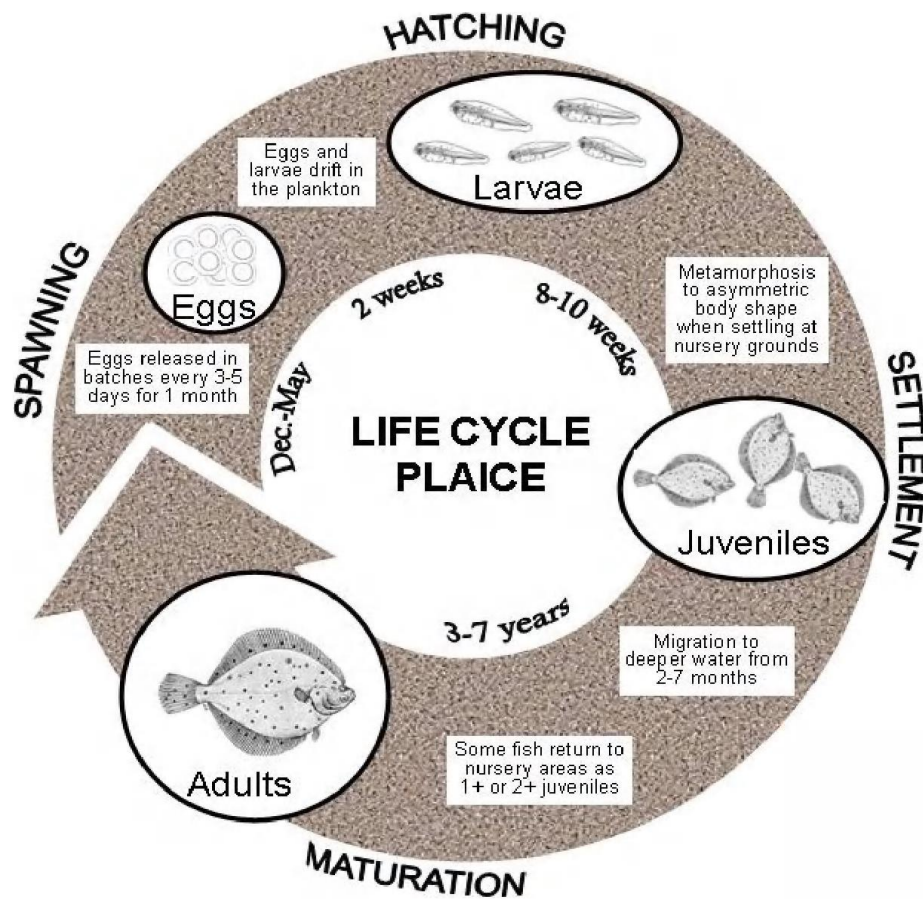 HATCHING
Larvae
Eggs and
larvae drift in
the plankton
Eggs
SPAWNING
Eggs released in
batches every 3-5
days for 1 month
Dec.-May
2 weeks
8-10 weeks
Metamorphosis
to asymmetric
body shape
when settling at
nursery grounds
SETTLEMENT
LIFE CYCLE
PLAICE
Juveniles
3-7 years
Migration to
deeper water from
2-7 months
Some fish return to
nursery areas as
1+ or 2+ juveniles
Adults
MATURATION